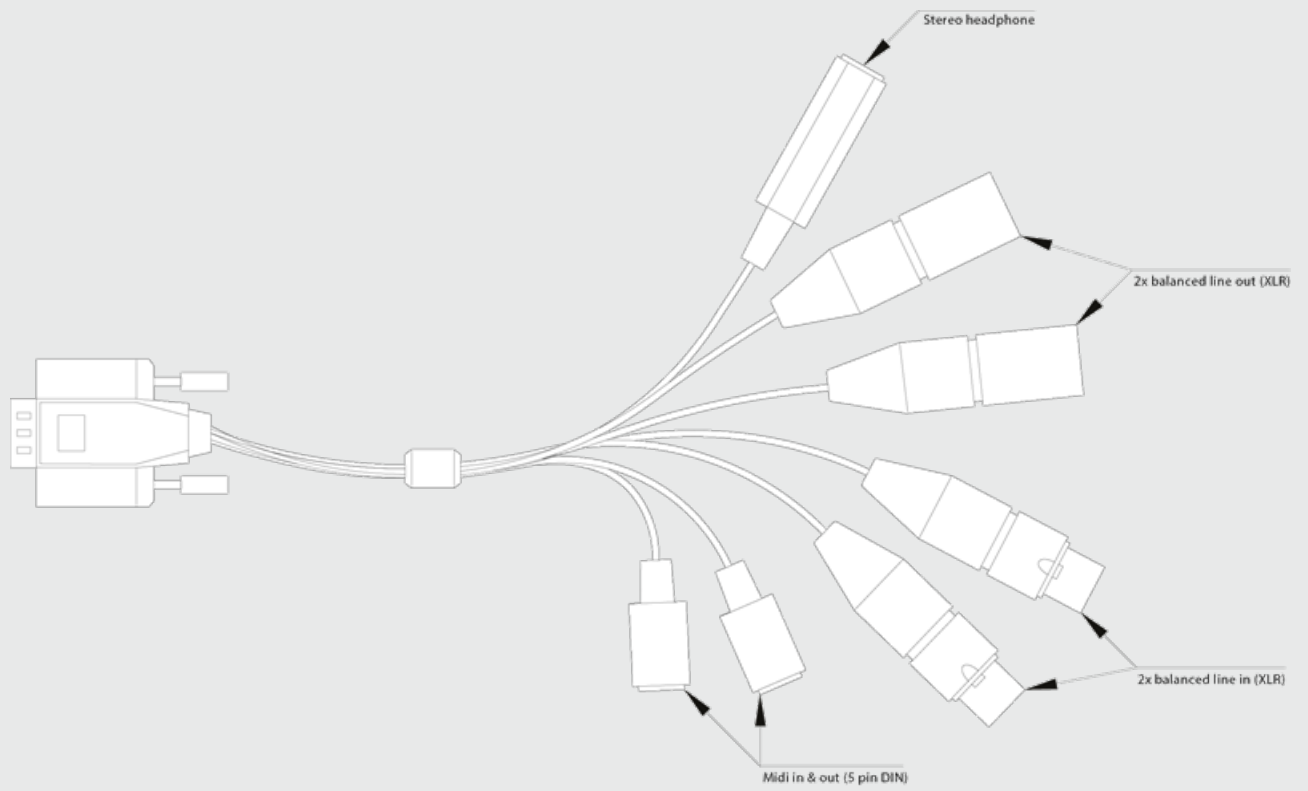 Stereo headphone
2x balanced line out (XLR)
2x balanced line in (XLR)
Midi in & out (5 pin DIN)